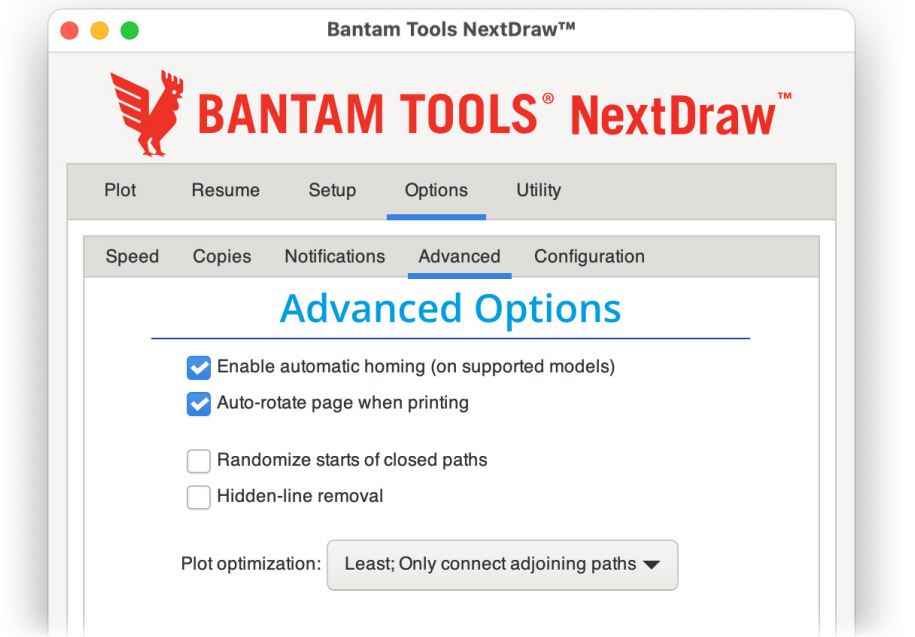 Bantam Tools NextDraw™
BANTAM TOOLS® NextDraw™
Plot Resume Setup Options Utility
Speed Copies Notifications Advanced Configuration
Advanced Options
Enable automatic homing (on supported models)
Auto-rotate page when printing
Randomize starts of closed paths
Hidden-line removal
Plot optimization: Least; Only connect adjoining paths